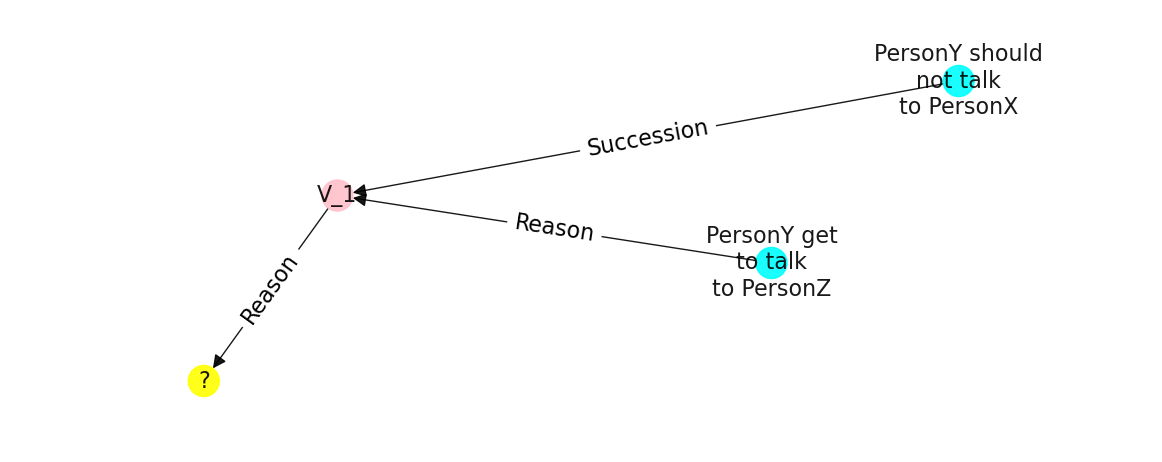 PersonY should
not talk
to PersonX
Succession
V_1
Reason
PersonY get
to talk
to PersonZ
Reason
?